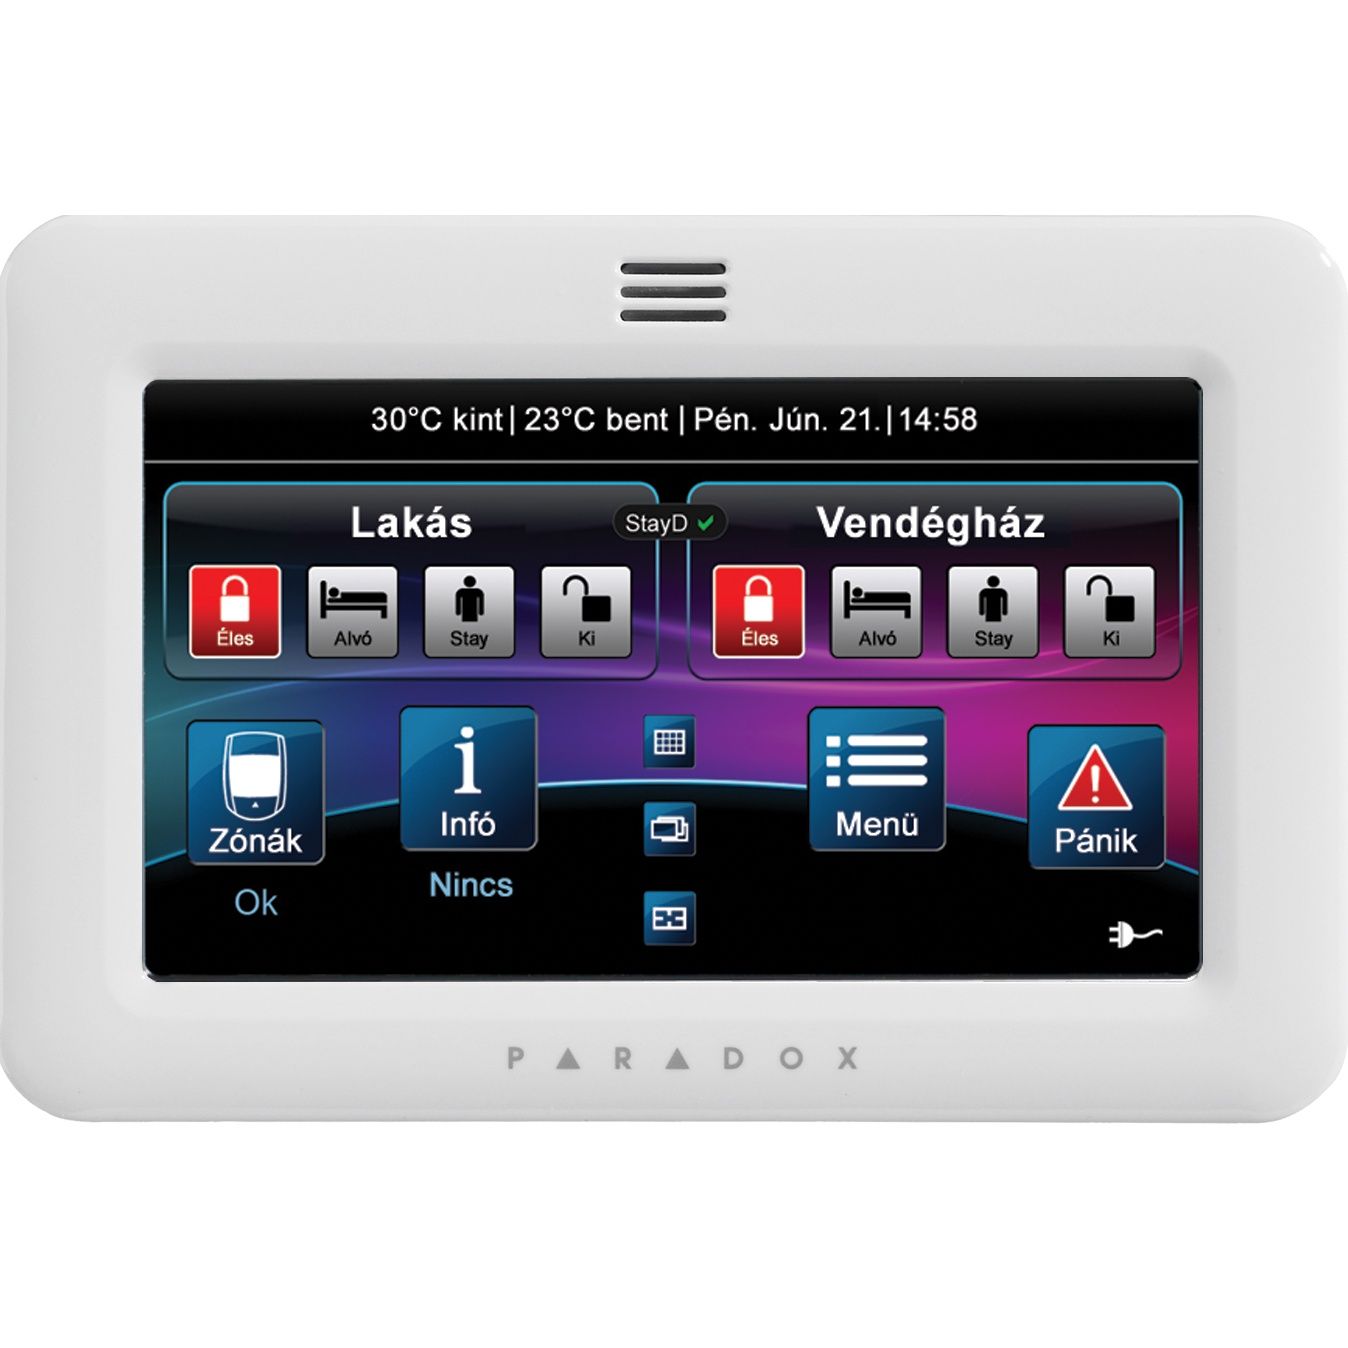 30°C kint| 23°C bent | Pén. Jún. 21.|14:58
Lakás
StayD
Vendégház
Éles
Alvó
Stay
Ki
Éles
Alvó
Stay
Ki
Zónák
Infó
Menü
Pánik
Ok
Nincs
PARADOX